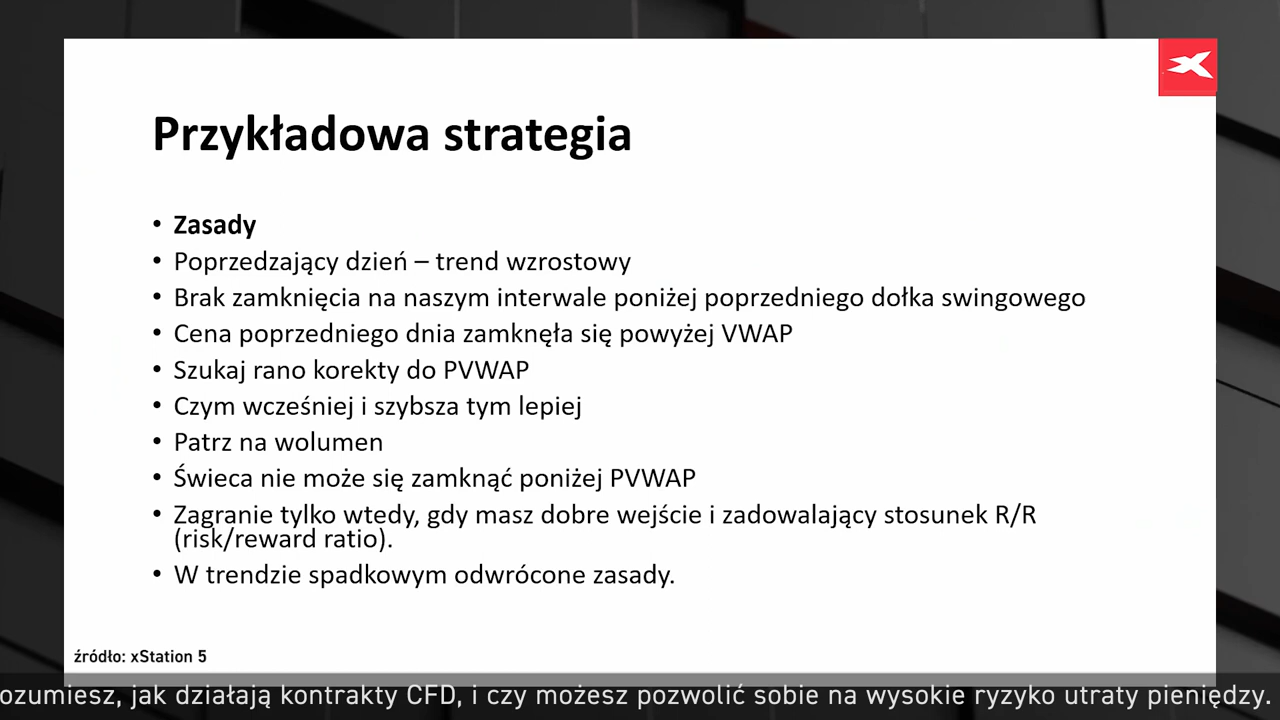 Przykładowa strategia
• Zasady
• Poprzedzający dzień – trend wzrostowy
• Brak zamknięcia na naszym interwale poniżej poprzedniego dołka swingowego
• Cena poprzedniego dnia zamknęła się powyżej VWAP
• Szukaj rano korekty do PVWAP
• Czym wcześniej i szybsza tym lepiej
• Patrz na wolumen
• Świeca nie może się zamknąć poniżej PVWAP
• Zagranie tylko wtedy, gdy masz dobre wejście i zadowalający stosunek R/R
(risk/reward ratio).
• W trendzie spadkowym odwrócone zasady.
źródło: xStation 5
ozumiesz, jak działają kontrakty CFD, i czy możesz pozwolić sobie na wysokie ryzyko utraty pieniędzy.